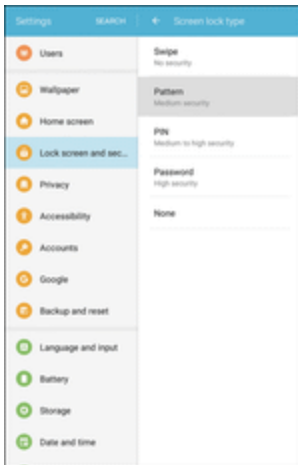 Settings
SEARCH
Screen lock type
Users
Wallpaper
Home screen
Lock screen and sec...
Privacy
Accessibility
Accounts
Google
Backup and reset
Language and input
Battery
Storage
Date and time
Swipe
No security
Pattern
Medium security
PIN
Medium to high security
Password
High security
None